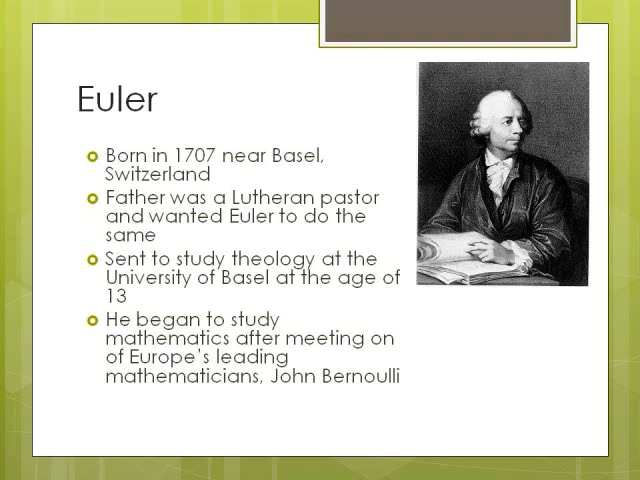 Euler
Born in 1707 near Basel,
Switzerland
Father was a Lutheran pastor
and wanted Euler to do the
same
Sent to study theology at the
University of Basel at the age of
13
He began to study
mathematics after meeting on
of Europe's leading
mathematicians, John Bernoulli